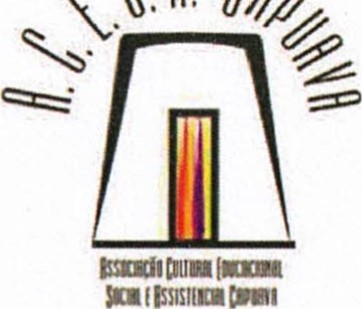 A. C. E. S. A. CAPUAVA
ASSOCIAÇÃO CULTURAL EDUCACIONAL
SOCIAL E ASSISTENCIAL CAPUAVA